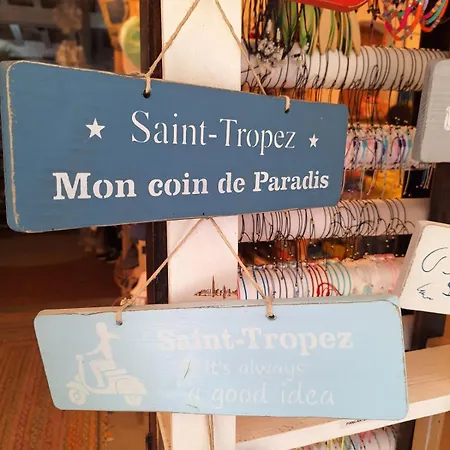 Saint-Tropez
Mon coin de Paradis
Saint-Tropez
it's always
a good idea